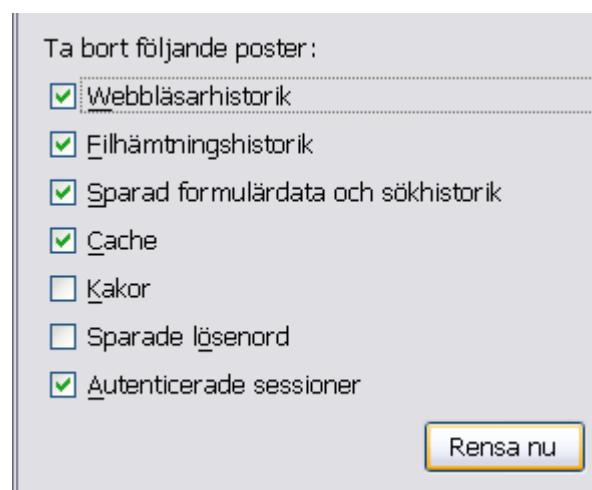 Ta bort följande poster:
Webbläsarhistorik
Filhämtningshistorik
Sparad formulärdata och sökhistorik
Cache
Kakor
Sparade lösenord
Autenticerade sessioner
Rensa nu